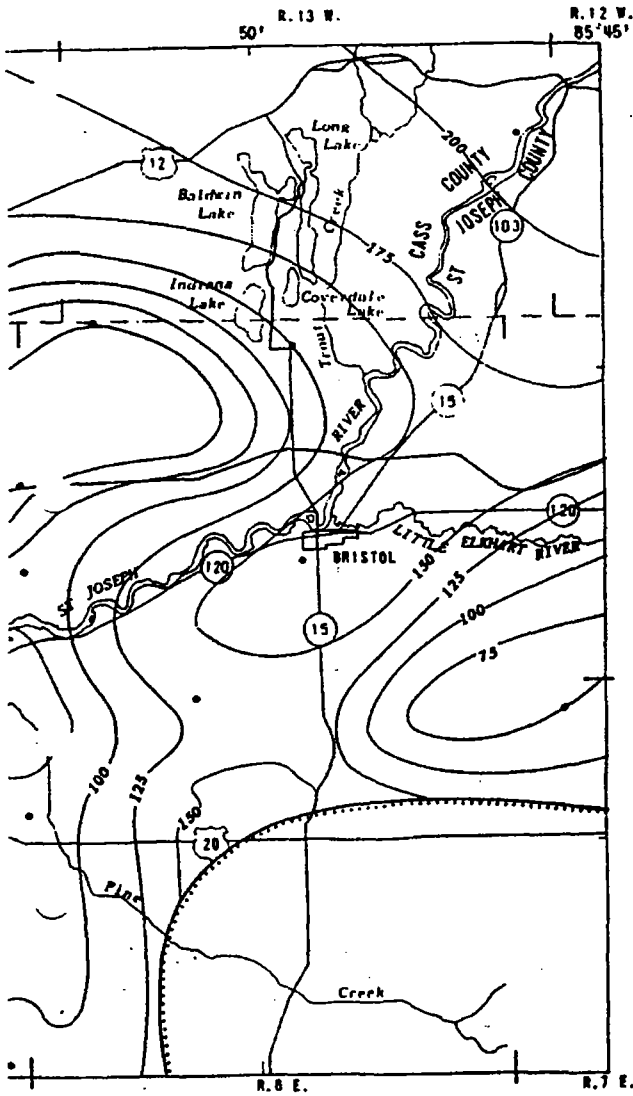 R.13 W.
R.12 W.
50'
85°45'
Long
Lake
12
200
COUNTY
COUNTY
Baldwin
Lake
Creek
CASS
ST
JOSEPH
103
175
Indiana
Lake
Coverdale
Lake
Trout
15
RIVER
120
LITTLE
ELKHART
RIVER
BRISTOL
150
ST
JOSEPH
120
125
100
15
75
100
125
150
20
Pine
Creek
R.6 E.
R.7 E.